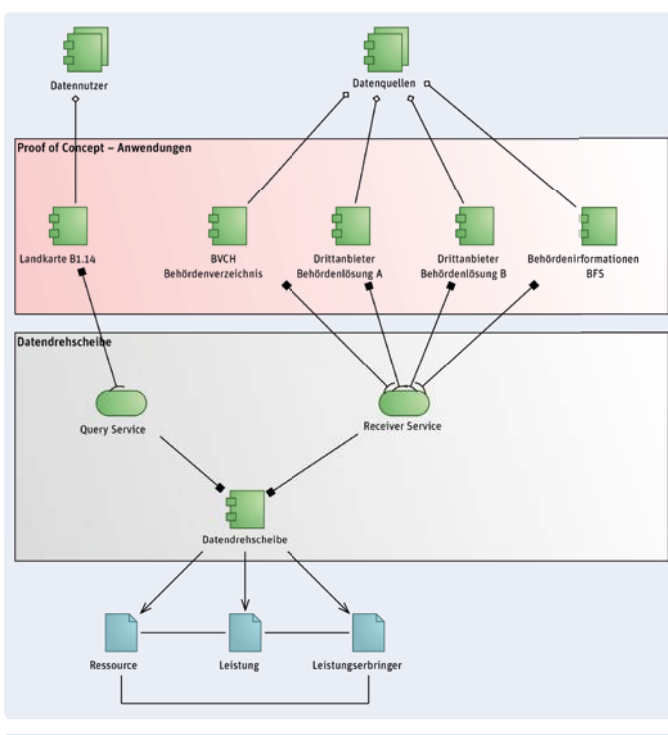 Datennutzer
Datenquellen
Proof of Concept – Anwendungen
Landkarte B1.14
BVCH
Behördenverzeichnis
Drittanbieter
Behördenlösung A
Drittanbieter
Behördenlösung B
Behördeninformationen
BFS
Datendrehscheibe
Query Service
Receiver Service
Datendrehscheibe
Ressource
Leistung
Leistungserbringer